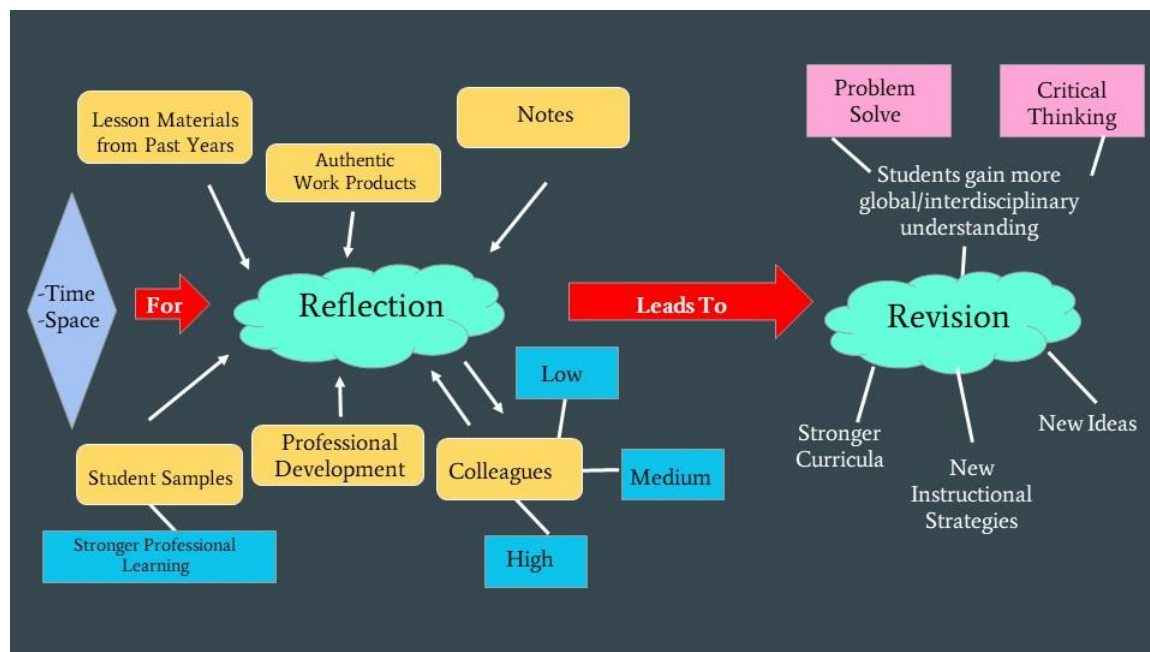 Lesson Materials
from Past Years
Authentic
Work Products
Notes
-Time
-Space
For
Reflection
Leads To
Student Samples
Stronger Professional
Learning
Professional
Development
Colleagues
Low
Medium
High
Problem
Solve
Critical
Thinking
Students gain more
global/interdisciplinary
understanding
Revision
Stronger
Curricula
New
Instructional
Strategies
New Ideas